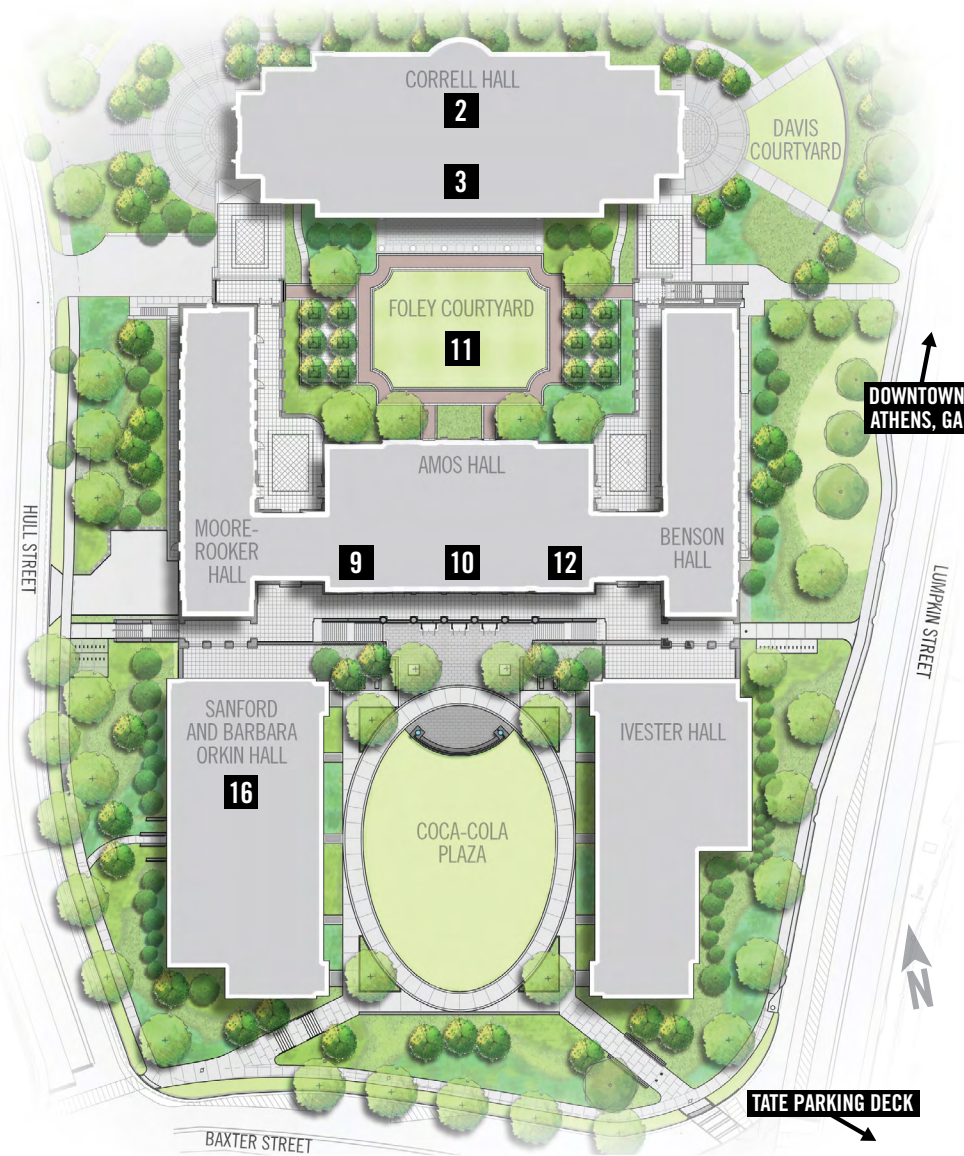 CORRELL HALL
2
3
DAVIS
COURTYARD
FOLEY COURTYARD
11
DOWNTOWN
ATHENS, GA
AMOS HALL
HULL STREET
MOORE-
ROOKER
HALL
9
10
12
BENSON
HALL
LUMPKIN STREET
SANFORD
AND BARBARA
ORKIN HALL
16
IVESTER HALL
COCA-COLA
PLAZA
N
TATE PARKING DECK
BAXTER STREET